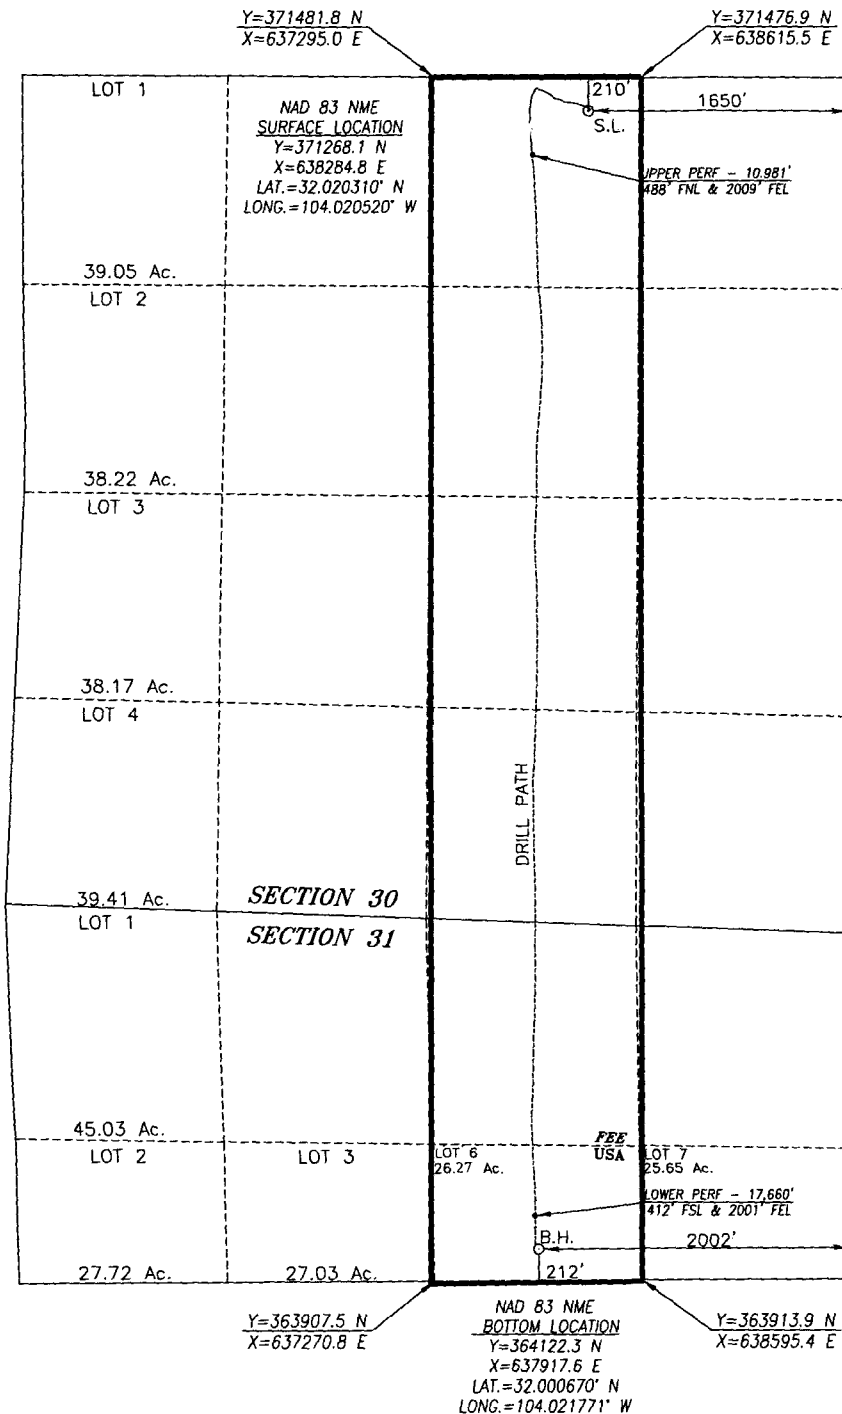 Y=371481.8 N
X=637295.0 E
Y=371476.9 N
X=638615.5 E
LOT 1
210'
1650'
S.L.
NAD 83 NME
SURFACE LOCATION
Y=371268.1 N
X=638284.8 E
LAT.=32.020310° N
LONG.=104.020520° W
UPPER PERF - 10,981'
488' FNL & 2009' FEL
39.05 Ac.
LOT 2
38.22 Ac.
LOT 3
38.17 Ac.
LOT 4
DRILL PATH
39.41 Ac.
SECTION 30
LOT 1
SECTION 31
45.03 Ac.
FEE
USA
LOT 2
LOT 3
LOT 6
26.27 Ac.
LOT 7
25.65 Ac.
LOWER PERF - 17,660'
412' FSL & 2001' FEL
B.H.
2002'
27.72 Ac.
27.03 Ac.
212'
Y=363907.5 N
X=637270.8 E
NAD 83 NME
BOTTOM LOCATION
Y=364122.3 N
X=637917.6 E
LAT.=32.000670° N
LONG.=104.021771° W
Y=363913.9 N
X=638595.4 E